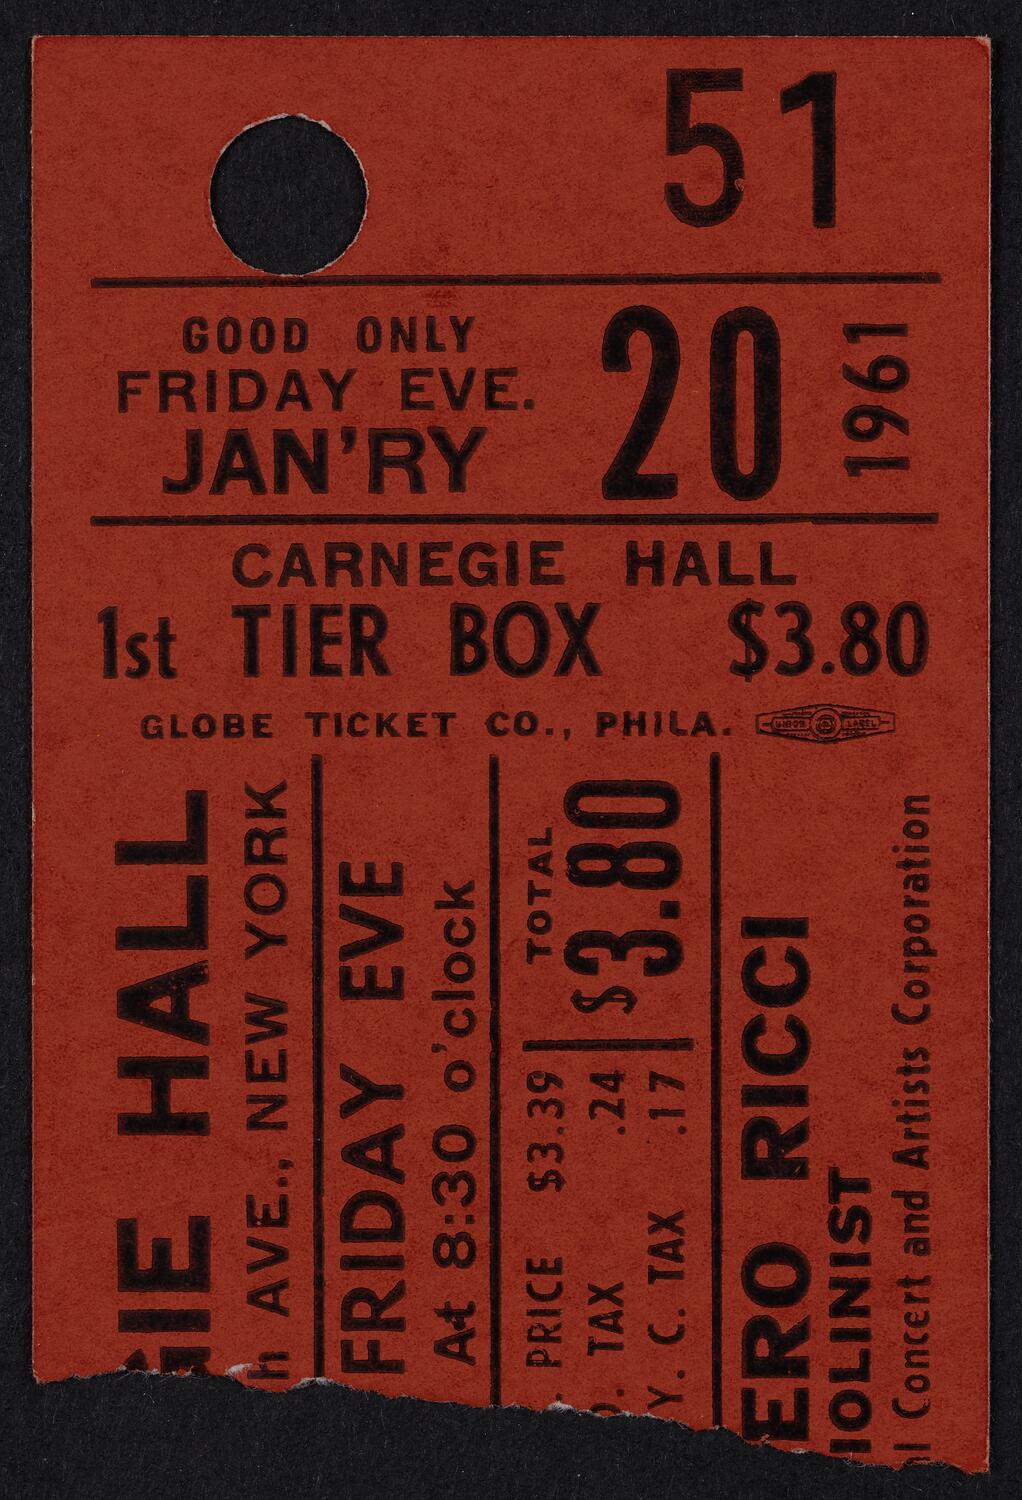 51
GOOD ONLY
FRIDAY EVE.
JAN'RY
20
1961
CARNEGIE HALL
1st TIER BOX $3.80
GLOBE TICKET CO., PHILA.
UNION LABEL
GIE HALL
h AVE., NEW YORK
FRIDAY EVE
At 8:30 o'clock
. PRICE $3.39
. TAX .24
Y. C. TAX .17
TOTAL
$3.80
ERO RICCI
IOLINIST
l Concert and Artists Corporation